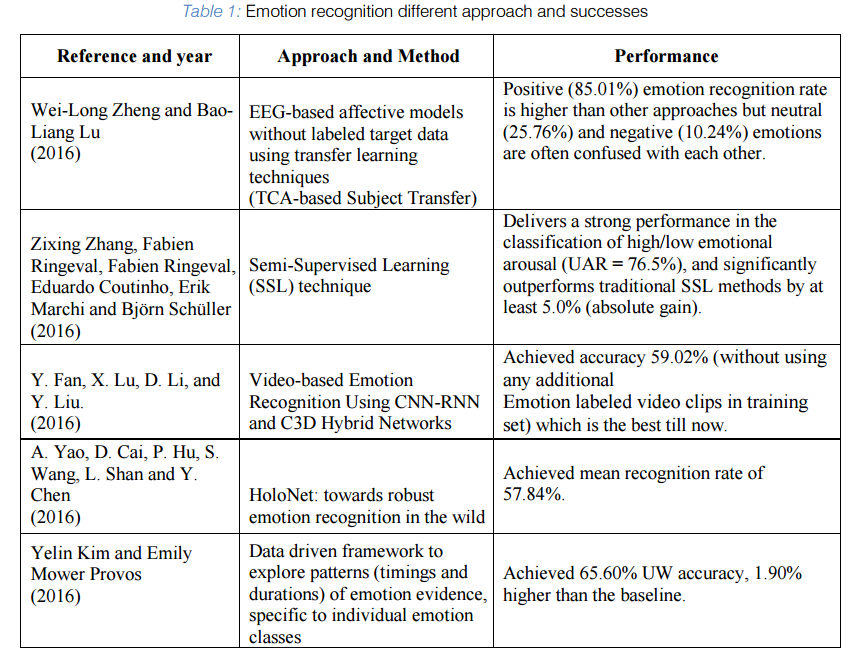 Table 1: Emotion recognition different approach and successes
Reference and year
Approach and Method
Performance
Wei-Long Zheng and Bao-
Liang Lu
(2016)
EEG-based affective models
without labeled target data
using transfer learning
techniques
(TCA-based Subject Transfer)
Positive (85.01%) emotion recognition rate
is higher than other approaches but neutral
(25.76%) and negative (10.24%) emotions
are often confused with each other.
Zixing Zhang, Fabien
Ringeval, Fabien Ringeval,
Eduardo Coutinho, Erik
Marchi and Björn Schüller
(2016)
Semi-Supervised Learning
(SSL) technique
Delivers a strong performance in the
classification of high/low emotional
arousal (UAR = 76.5%), and significantly
outperforms traditional SSL methods by at
least 5.0% (absolute gain).
Y. Fan, X. Lu, D. Li, and
Y. Liu.
(2016)
Video-based Emotion
Recognition Using CNN-RNN
and C3D Hybrid Networks
Achieved accuracy 59.02% (without using
any additional
Emotion labeled video clips in training
set) which is the best till now.
A. Yao, D. Cai, P. Hu, S.
Wang, L. Shan and Y.
Chen
(2016)
HoloNet: towards robust
emotion recognition in the wild
Achieved mean recognition rate of
57.84%.
Yelin Kim and Emily
Mower Provos
(2016)
Data driven framework to
explore patterns (timings and
durations) of emotion evidence,
specific to individual emotion
classes
Achieved 65.60% UW accuracy, 1.90%
higher than the baseline.